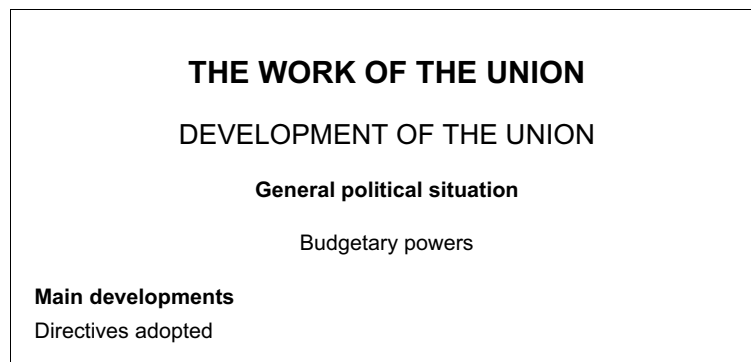 THE WORK OF THE UNION
DEVELOPMENT OF THE UNION
General political situation
Budgetary powers
Main developments
Directives adopted